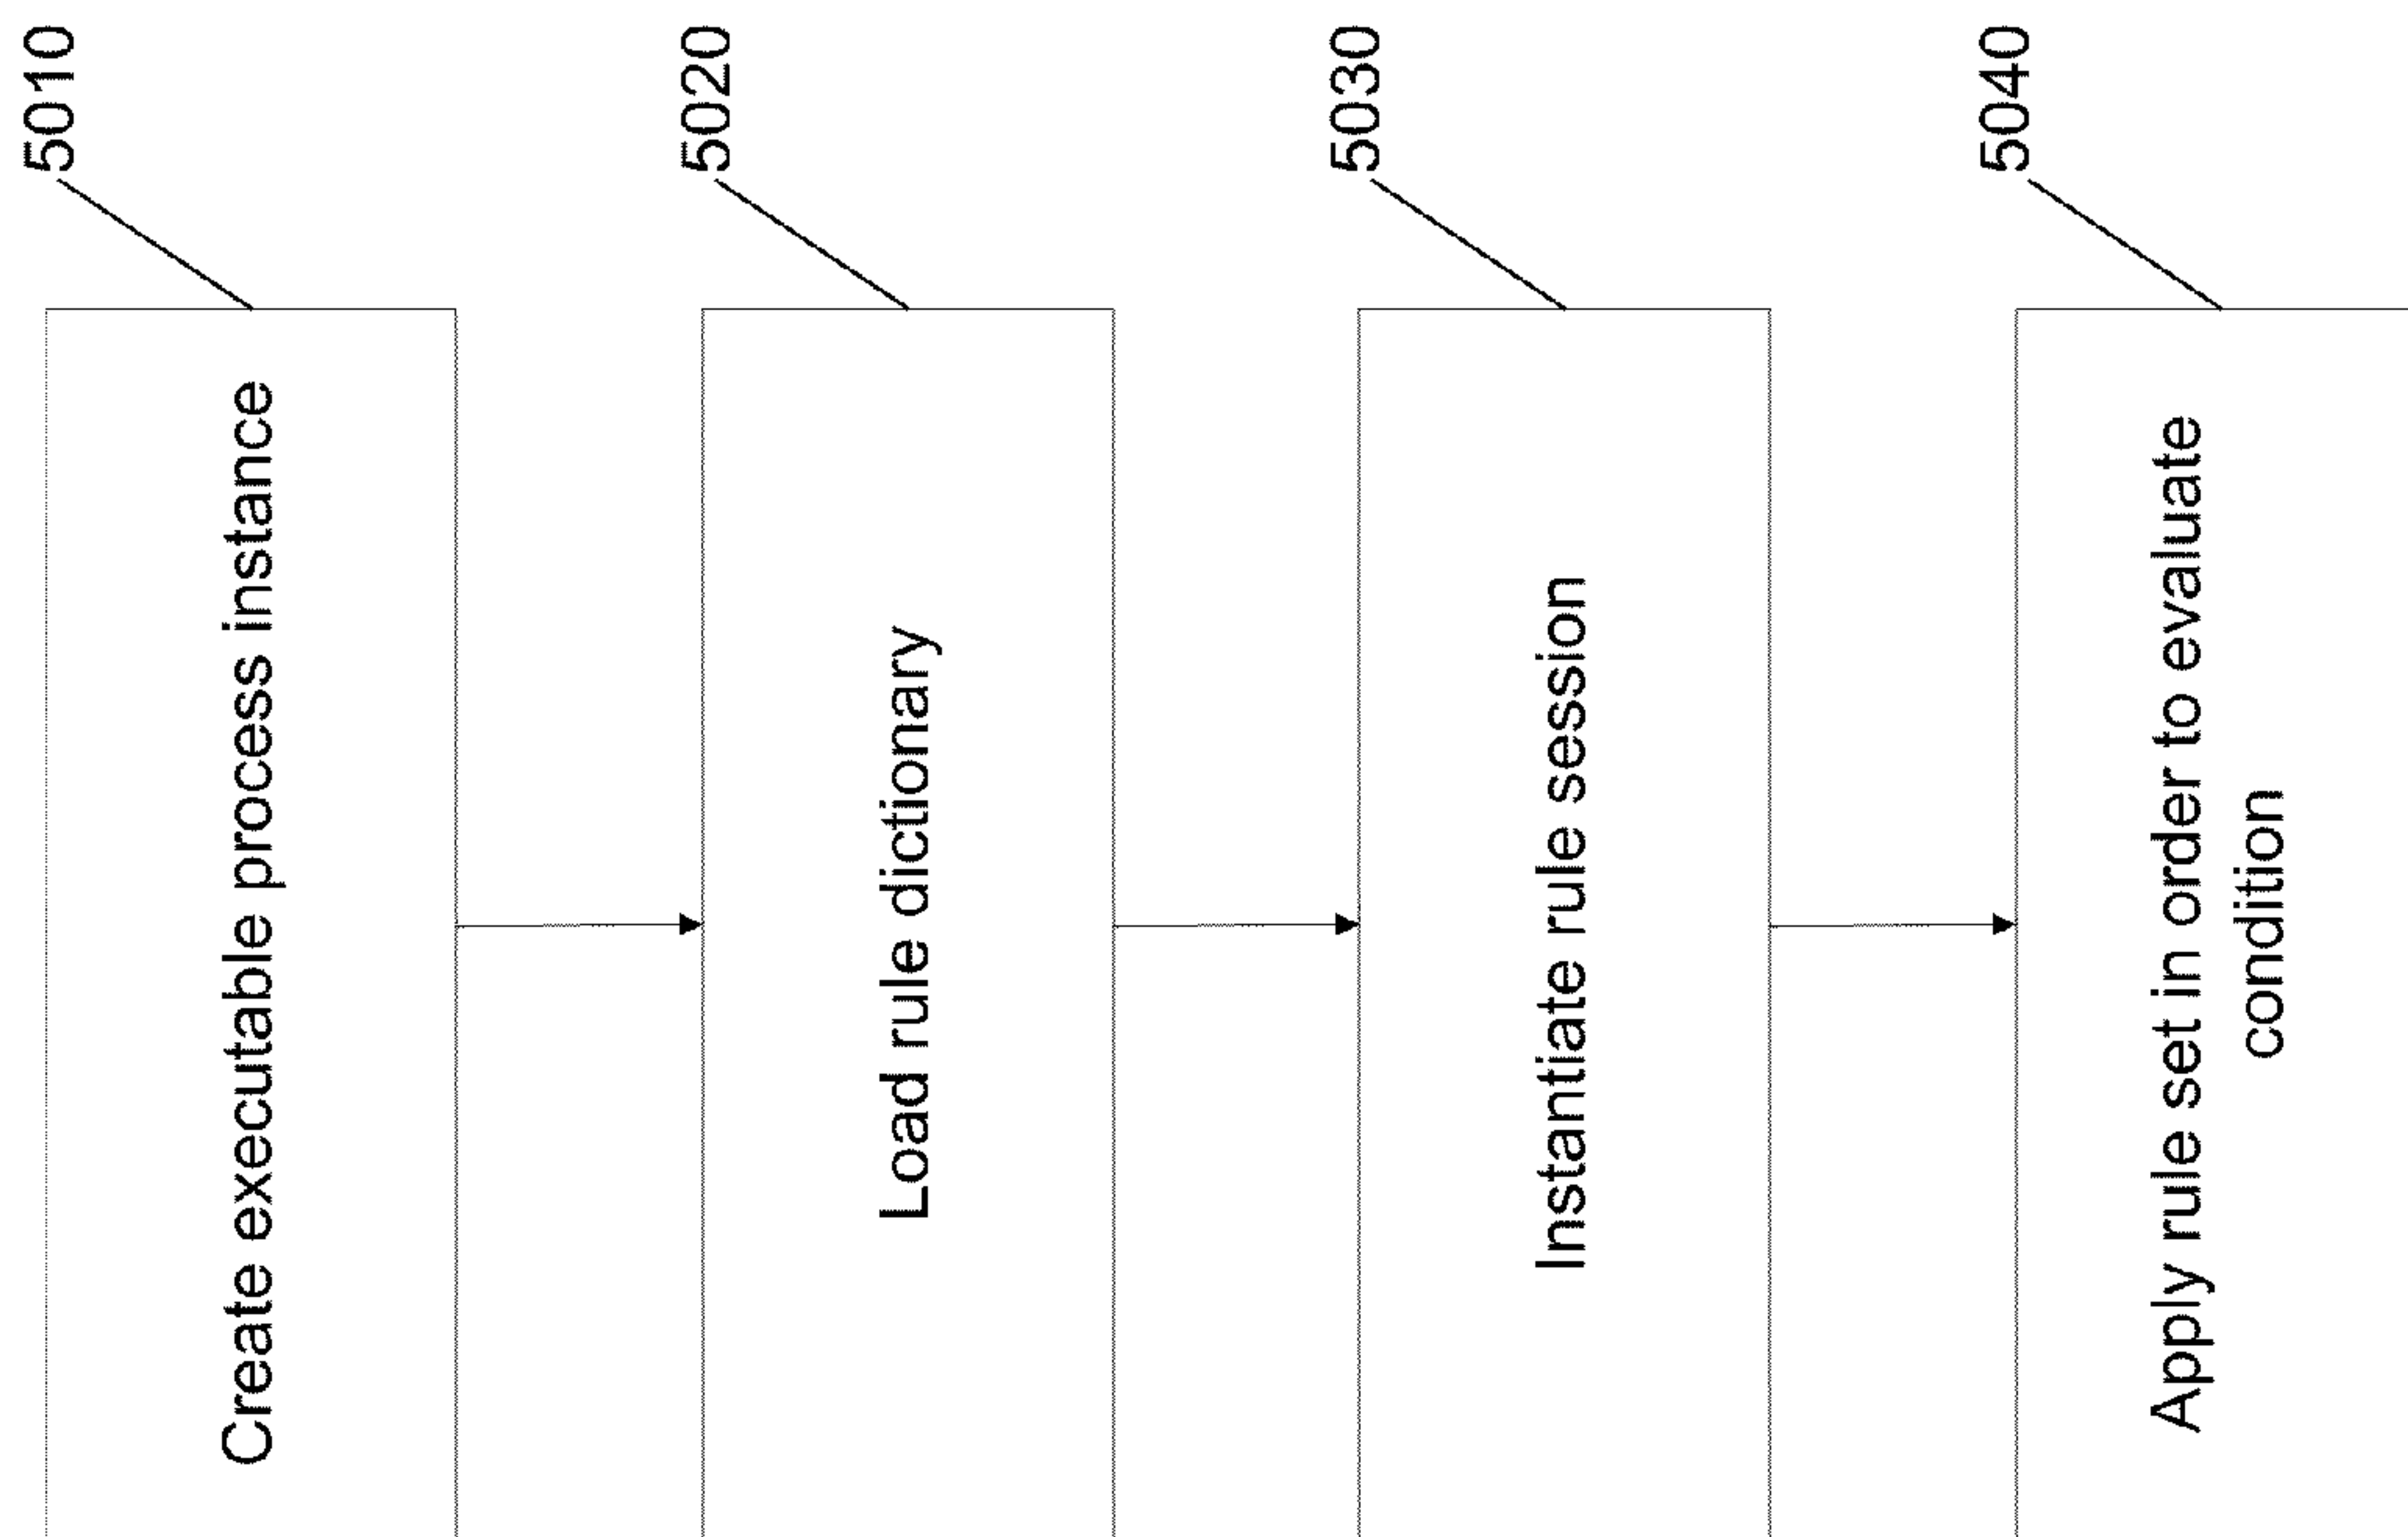 5010
Create executable process instance
5020
Load rule dictionary
5030
Instantiate rule session
5040
Apply rule set in order to evaluate
condition